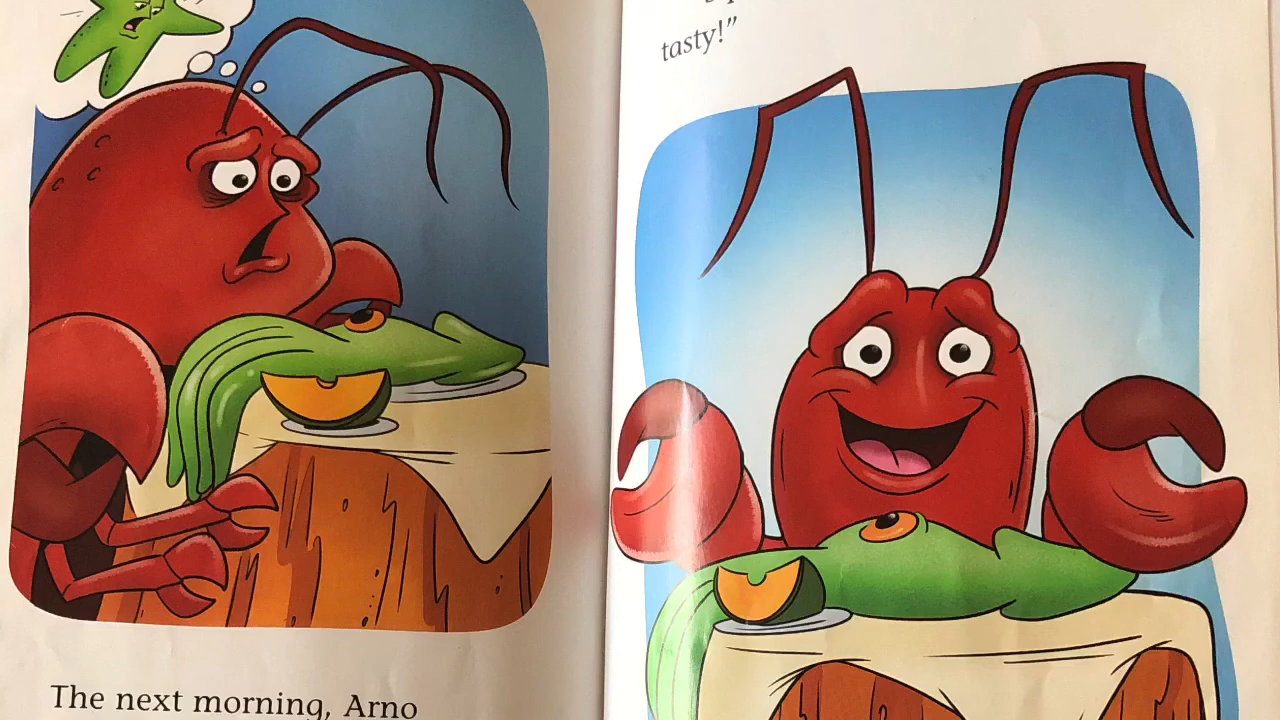 The next morning, Arno
tasty!”